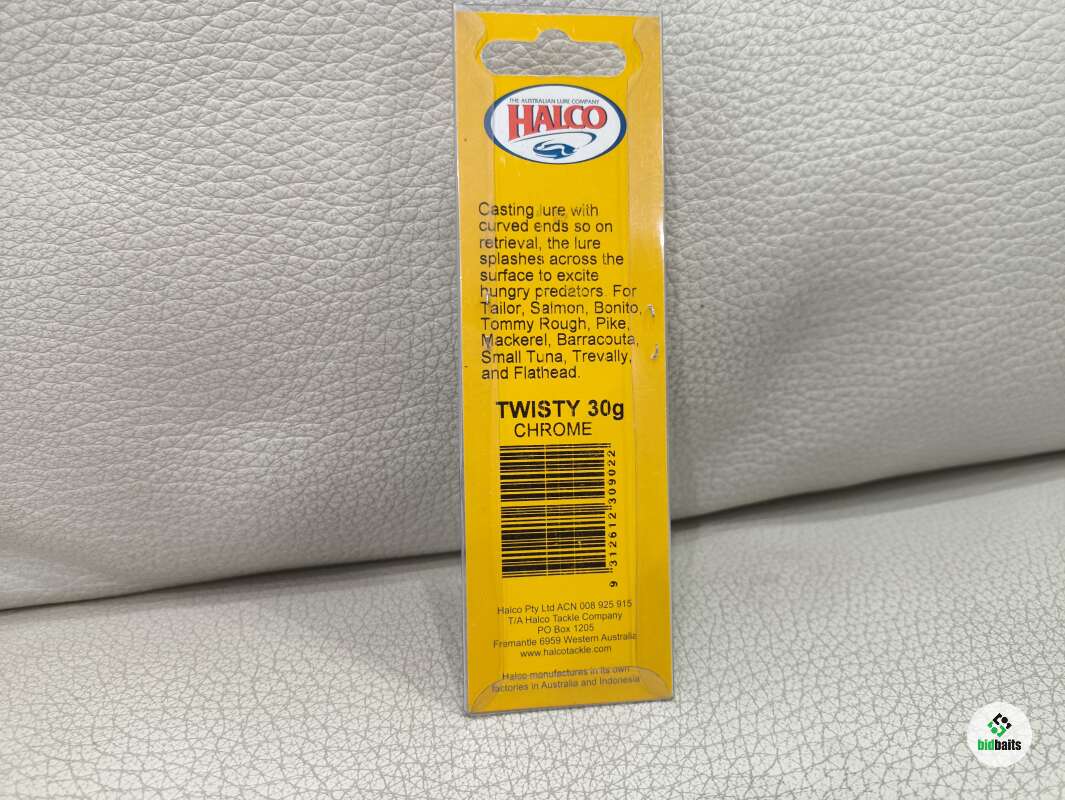 THE AUSTRALIAN LURE COMPANY
HALCO
Casting lure with
curved ends so on
retrieval, the lure
splashes across the
surface to excite
hungry predators. For
Tailor, Salmon, Bonito,
Tommy Rough, Pike,
Mackerel, Barracouta,
Small Tuna, Trevally,
and Flathead.
TWISTY 30g
CHROME
9 312612 309022
Halco Pty Ltd ACN 008 925 915
T/A Halco Tackle Company
PO Box 1205
Fremantle 6959 Western Australia
www.halcotackle.com
Halco manufactures in its own
factories in Australia and Indonesia
bidbaits